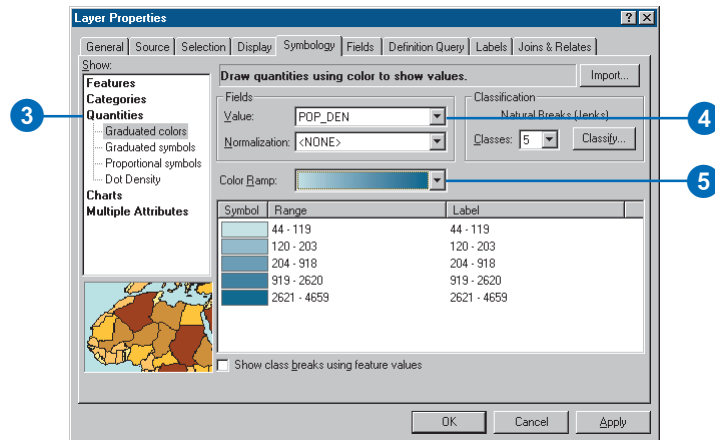 Layer Properties
General Source Selection Display Symbology Fields Definition Query Labels Joins & Relates
Show:
Features
Categories
Quantities
Graduated colors
Graduated symbols
Proportional symbols
Dot Density
Charts
Multiple Attributes
3
Draw quantities using color to show values.
Import...
Fields
Value: POP_DEN
Normalization: <NONE>
Classification
Natural Breaks (Jenks)
Classes: 5 Classify...
4
Color Ramp:
5
Symbol Range Label
44 - 119 44 - 119
120 - 203 120 - 203
204 - 918 204 - 918
919 - 2620 919 - 2620
2621 - 4659 2621 - 4659
Show class breaks using feature values
OK Cancel Apply